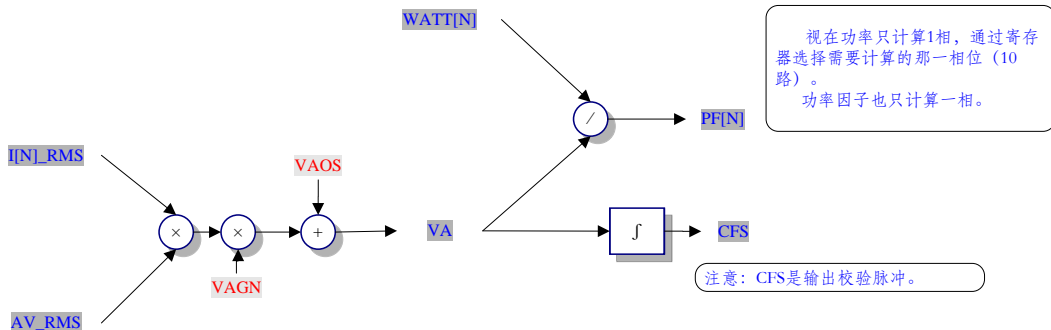 WATT[N]
视在功率只计算1相，通过寄存
器选择需要计算的那一相位（10
路）。
功率因子也只计算一相。
/
PF[N]
I[N]_RMS
VAOS
×
×
+
VA
∫
CFS
VAGN
注意：CFS是输出校验脉冲。
AV_RMS